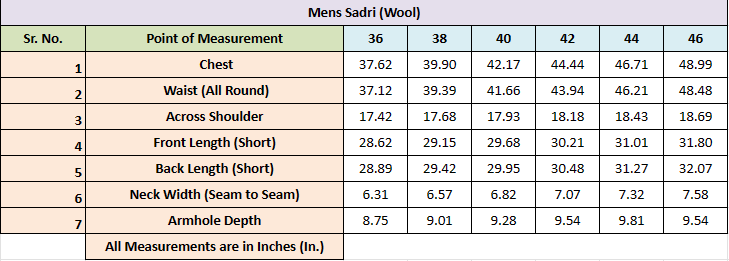 Mens Sadri (Wool)
Sr. No. Point of Measurement 36 38 40 42 44 46
1 Chest 37.62 39.90 42.17 44.44 46.71 48.99
2 Waist (All Round) 37.12 39.39 41.66 43.94 46.21 48.48
3 Across Shoulder 17.42 17.68 17.93 18.18 18.43 18.69
4 Front Length (Short) 28.62 29.15 29.68 30.21 31.01 31.80
5 Back Length (Short) 28.89 29.42 29.95 30.48 31.27 32.07
6 Neck Width (Seam to Seam) 6.31 6.57 6.82 7.07 7.32 7.58
7 Armhole Depth 8.75 9.01 9.28 9.54 9.81 9.54
All Measurements are in Inches (In.)